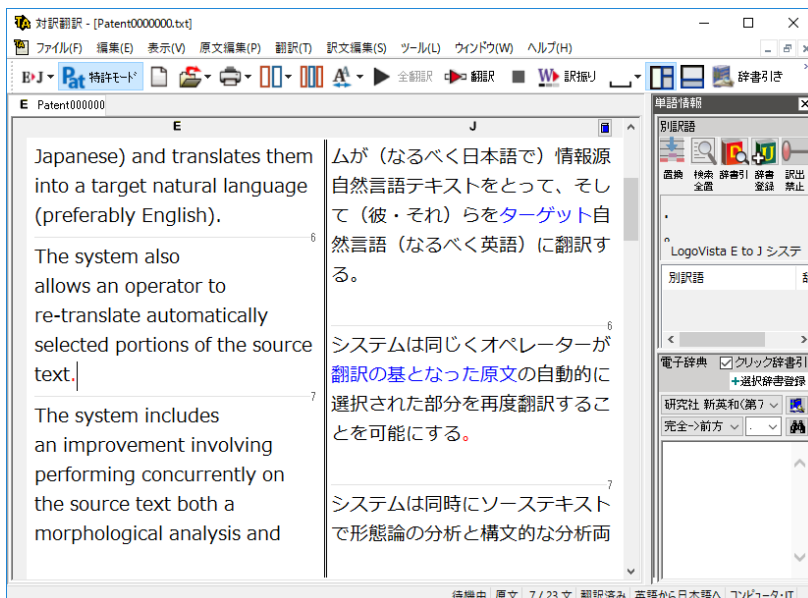 対訳翻訳 - [Patent0000000.txt]
ファイル(F) 編集(E) 表示(V) 原文編集(P) 翻訳(T) 訳文編集(S) ツール(L) ウィンドウ(W) ヘルプ(H)
E›J Pat 特許モード 全翻訳 翻訳 W 訳振り 辞書引き
E Patent000000
E J
Japanese) and translates them
into a target natural language
(preferably English).
6
The system also
allows an operator to
re-translate automatically
selected portions of the source
text.
7
The system includes
an improvement involving
performing concurrently on
the source text both a
morphological analysis and
ムが（なるべく日本語で）情報源
自然言語テキストをとって、そし
て（彼・それ）らをターゲット自
然言語（なるべく英語）に翻訳す
る。
6
システムは同じくオペレーターが
翻訳の基となった原文の自動的に
選択された部分を再度翻訳するこ
とを可能にする。
7
システムは同時にソーステキスト
で形態論の分析と構文的な分析両
単語情報
別訳語
置換 検索全置 辞書引 辞書登録 訳出禁止
.
LogoVista E to J システ
別訳語
電子辞典 クリック辞書引
+選択辞書登録
研究社 新英和(第7
完全->前方 .
待機中 原文 7 / 23 文 翻訳済み 英語から日本語へ コンピュータ・IT